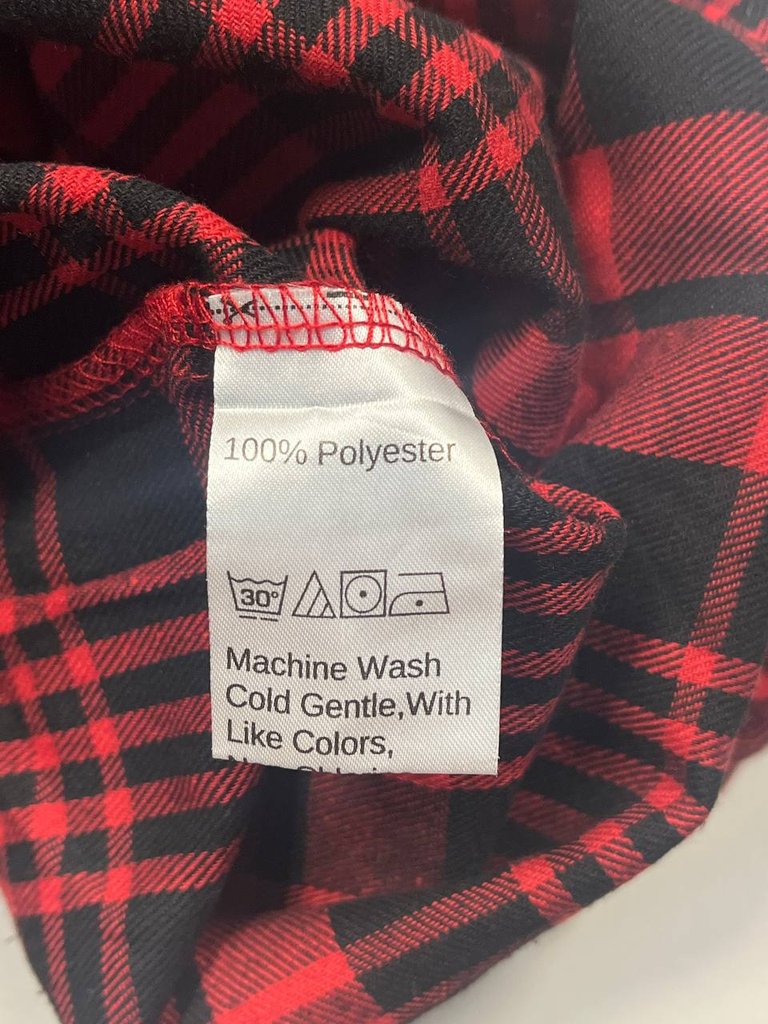 100% Polyester
30°
Machine Wash
Cold Gentle,With
Like Colors,